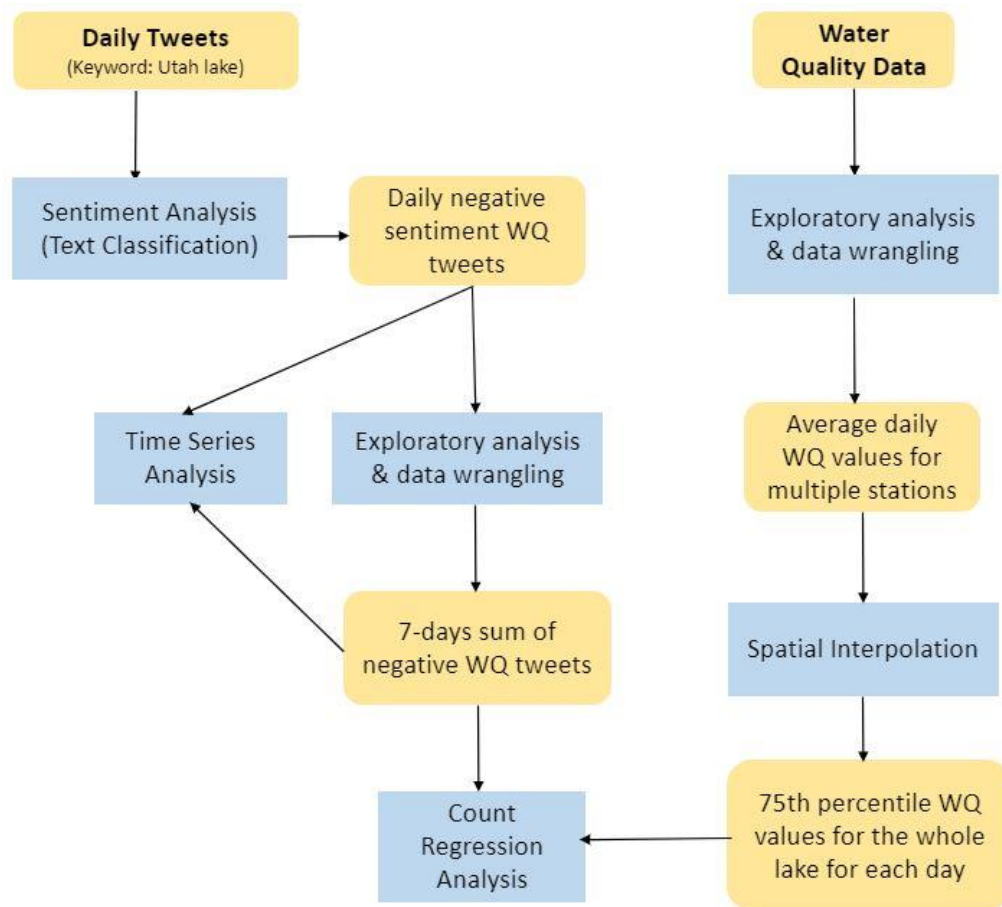 Daily Tweets
(Keyword: Utah lake)
Water
Quality Data
Sentiment Analysis
(Text Classification)
Daily negative
sentiment WQ
tweets
Exploratory analysis
& data wrangling
Time Series
Analysis
Exploratory analysis
& data wrangling
Average daily
WQ values for
multiple stations
7-days sum of
negative WQ tweets
Spatial Interpolation
Count
Regression
Analysis
75th percentile WQ
values for the whole
lake for each day